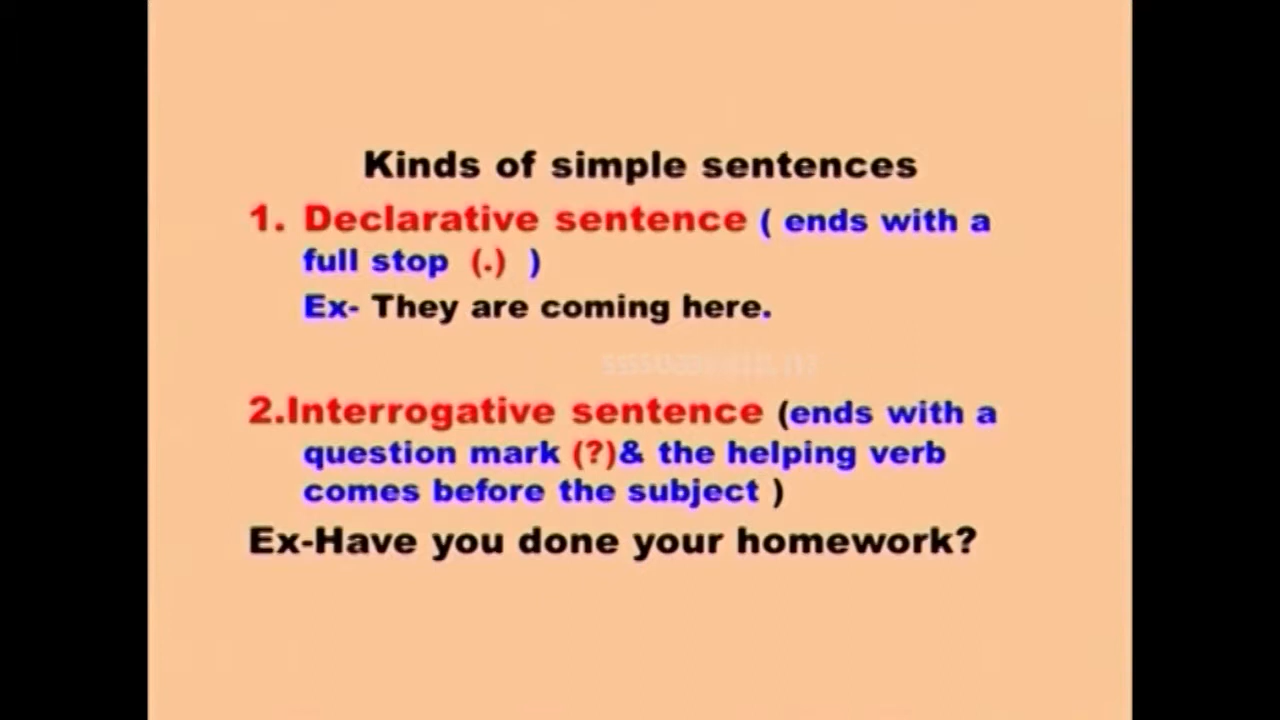 Kinds of simple sentences
1. Declarative sentence ( ends with a
full stop (.) )
Ex- They are coming here.
2.Interrogative sentence (ends with a
question mark (?)& the helping verb
comes before the subject )
Ex-Have you done your homework?